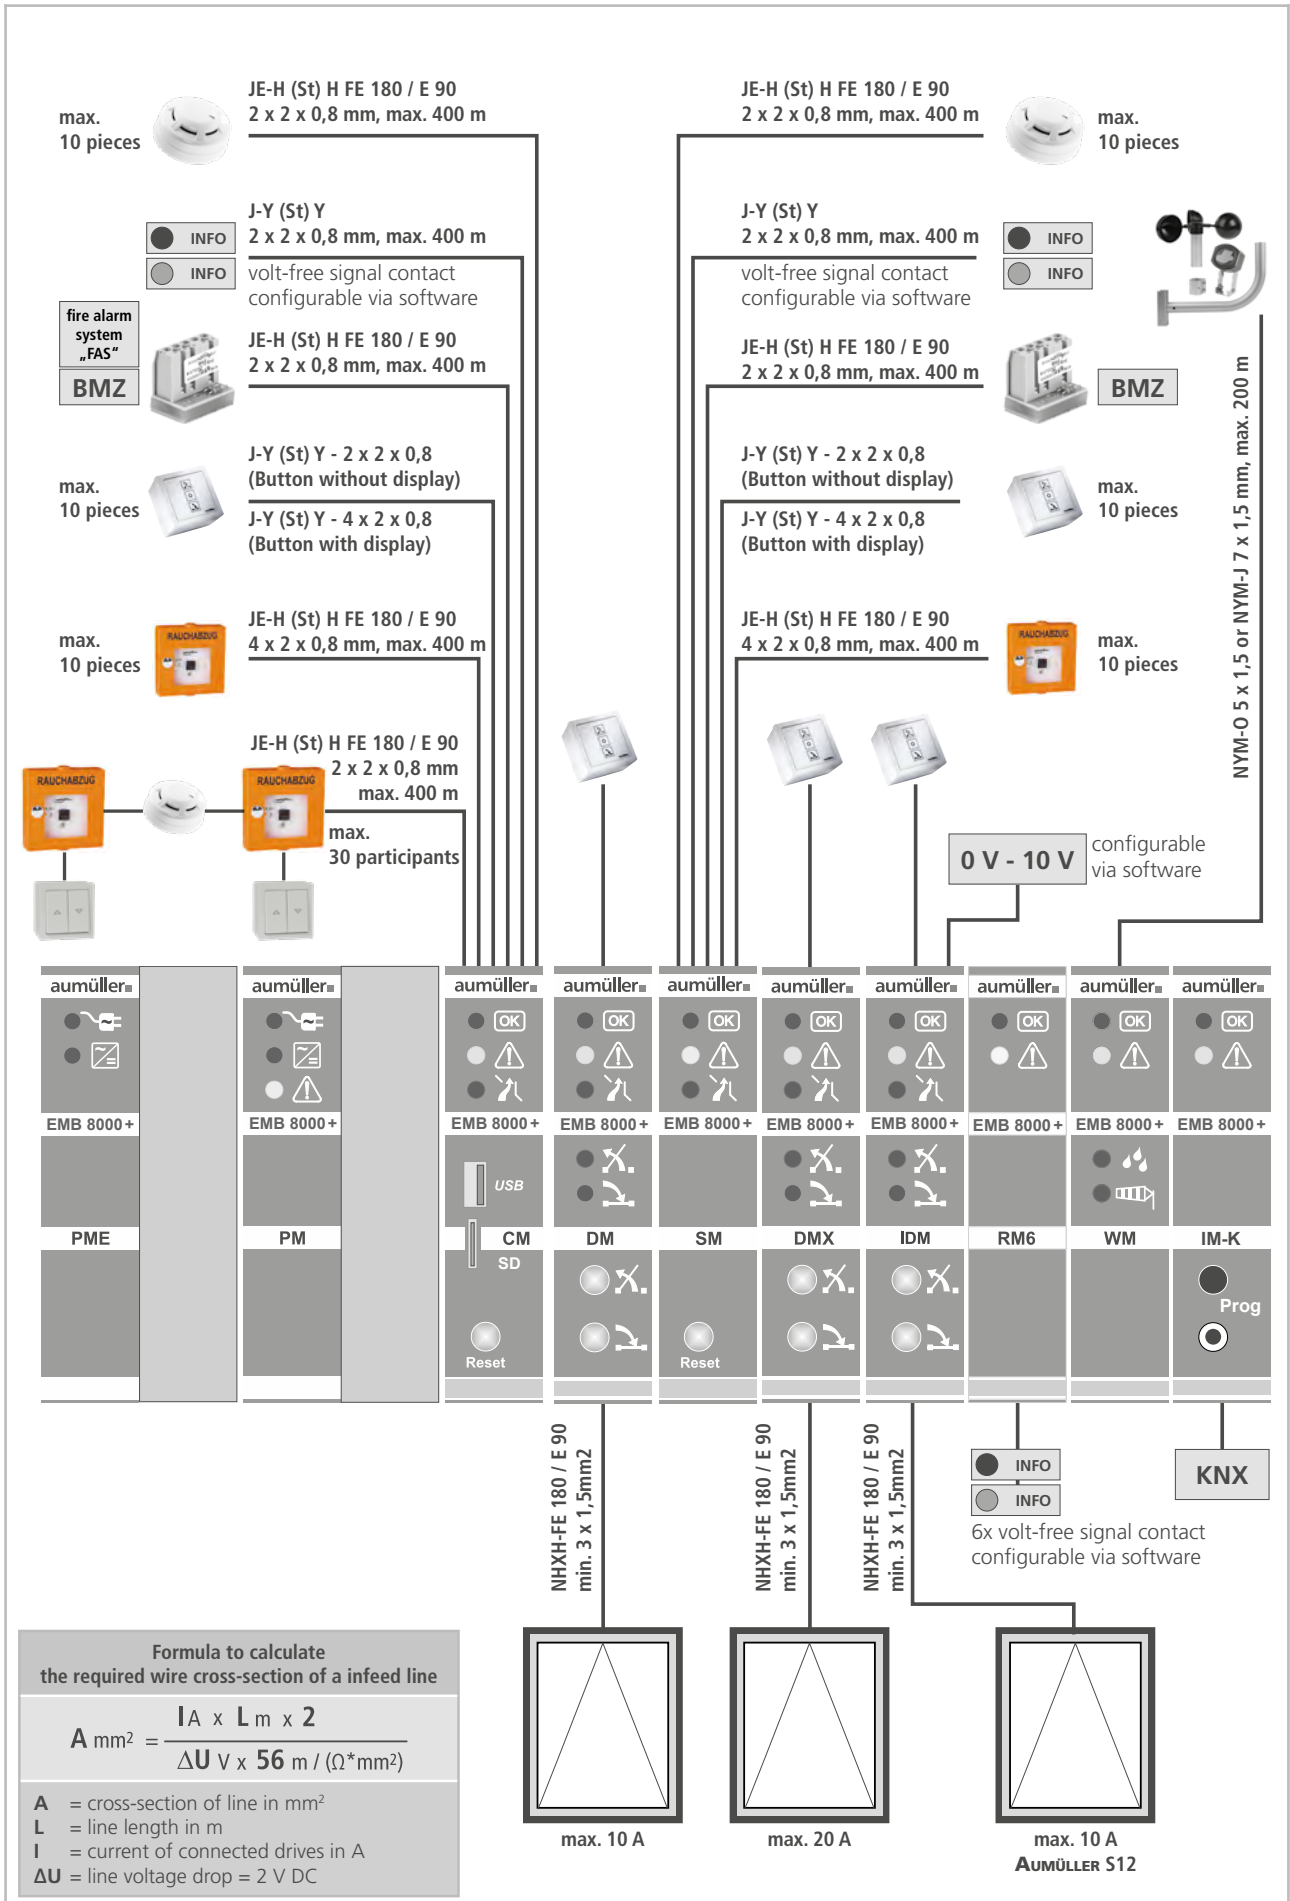 JE-H (St) H FE 180 / E 90
2 x 2 x 0,8 mm, max. 400 m
max.
10 pieces
J-Y (St) Y
2 x 2 x 0,8 mm, max. 400 m
INFO
INFO
volt-free signal contact
configurable via software
fire alarm
system
„FAS“
BMZ
JE-H (St) H FE 180 / E 90
2 x 2 x 0,8 mm, max. 400 m
J-Y (St) Y - 2 x 2 x 0,8
(Button without display)
max.
10 pieces
J-Y (St) Y - 4 x 2 x 0,8
(Button with display)
JE-H (St) H FE 180 / E 90
4 x 2 x 0,8 mm, max. 400 m
max.
10 pieces
RAUCHABZUG
JE-H (St) H FE 180 / E 90
2 x 2 x 0,8 mm
max. 400 m
RAUCHABZUG
RAUCHABZUG
max.
30 participants
JE-H (St) H FE 180 / E 90
2 x 2 x 0,8 mm, max. 400 m
max.
10 pieces
J-Y (St) Y
2 x 2 x 0,8 mm, max. 400 m
INFO
INFO
volt-free signal contact
configurable via software
JE-H (St) H FE 180 / E 90
2 x 2 x 0,8 mm, max. 400 m
BMZ
J-Y (St) Y - 2 x 2 x 0,8
(Button without display)
max.
10 pieces
J-Y (St) Y - 4 x 2 x 0,8
(Button with display)
JE-H (St) H FE 180 / E 90
4 x 2 x 0,8 mm, max. 400 m
RAUCHABZUG
max.
10 pieces
NYM-O 5 x 1,5 or NYM-J 7 x 1,5 mm, max. 200 m
0 V - 10 V
configurable
via software
aumüller aumüller aumüller aumüller aumüller aumüller aumüller aumüller aumüller aumüller
OK OK OK OK OK OK OK OK
EMB 8000+ EMB 8000+ EMB 8000+ EMB 8000+ EMB 8000+ EMB 8000+ EMB 8000+ EMB 8000+ EMB 8000+ EMB 8000+
USB
PME PM CM DM SM DMX IDM RM6 WM IM-K
SD
Prog
Reset Reset
NHXH-FE 180 / E 90
min. 3 x 1,5mm2
NHXH-FE 180 / E 90
min. 3 x 1,5mm2
NHXH-FE 180 / E 90
min. 3 x 1,5mm2
INFO
INFO
6x volt-free signal contact
configurable via software
KNX
Formula to calculate
the required wire cross-section of a infeed line
A mm² = I A x L m x 2
ΔU V x 56 m / (Ω*mm²)
A = cross-section of line in mm²
L = line length in m
I = current of connected drives in A
ΔU = line voltage drop = 2 V DC
max. 10 A
max. 20 A
max. 10 A
AUMÜLLER S12